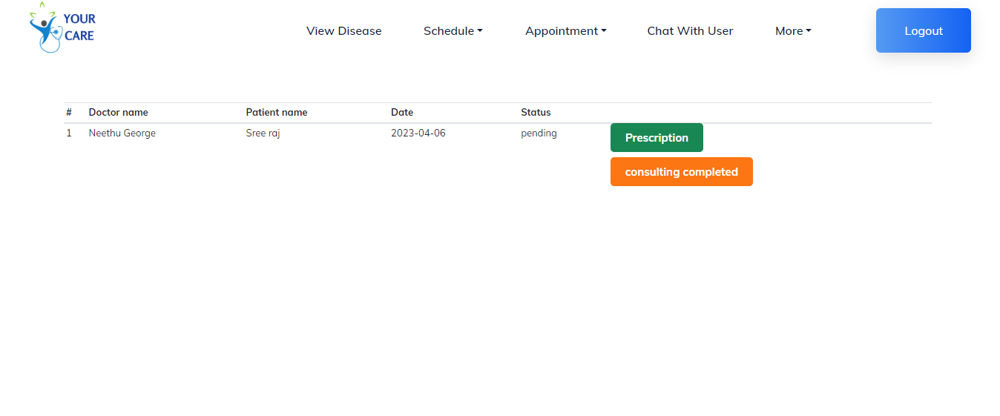 YOUR CARE
View Disease Schedule Appointment Chat With User More Logout
# Doctor name Patient name Date Status
1 Neethu George Sree raj 2023-04-06 pending Prescription
consulting completed